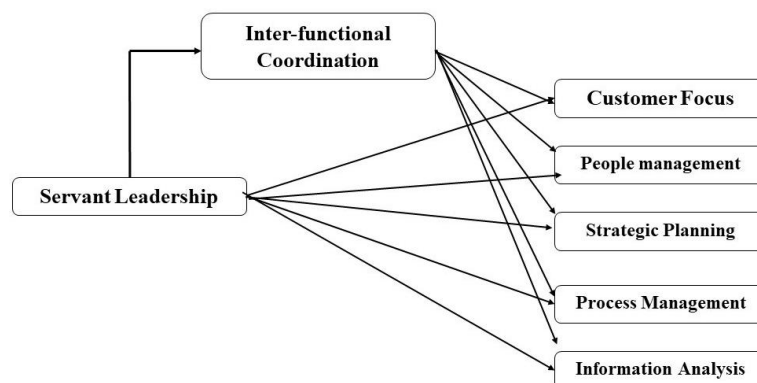 Inter-functional
Coordination
Customer Focus
People management
Servant Leadership
Strategic Planning
Process Management
Information Analysis